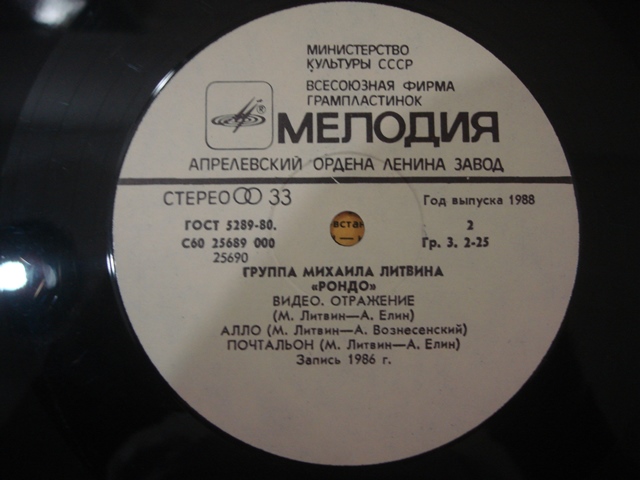 МИНИСТЕРСТВО
КУЛЬТУРЫ СССР
ВСЕСОЮЗНАЯ ФИРМА
ГРАМПЛАСТИНОК
® МЕЛОДИЯ
АПРЕЛЕВСКИЙ ОРДЕНА ЛЕНИНА ЗАВОД
СТЕРЕО 33
Год выпуска 1988
ГОСТ 5289-80.
встан
2
С60 25689 000
Гр. 3. 2-25
25690
ГРУППА МИХАИЛА ЛИТВИНА
«РОНДО»
ВИДЕО. ОТРАЖЕНИЕ
(М. Литвин—А. Елин)
АЛЛО (М. Литвин—А. Вознесенский)
ПОЧТАЛЬОН (М. Литвин—А. Елин)
Запись 1986 г.